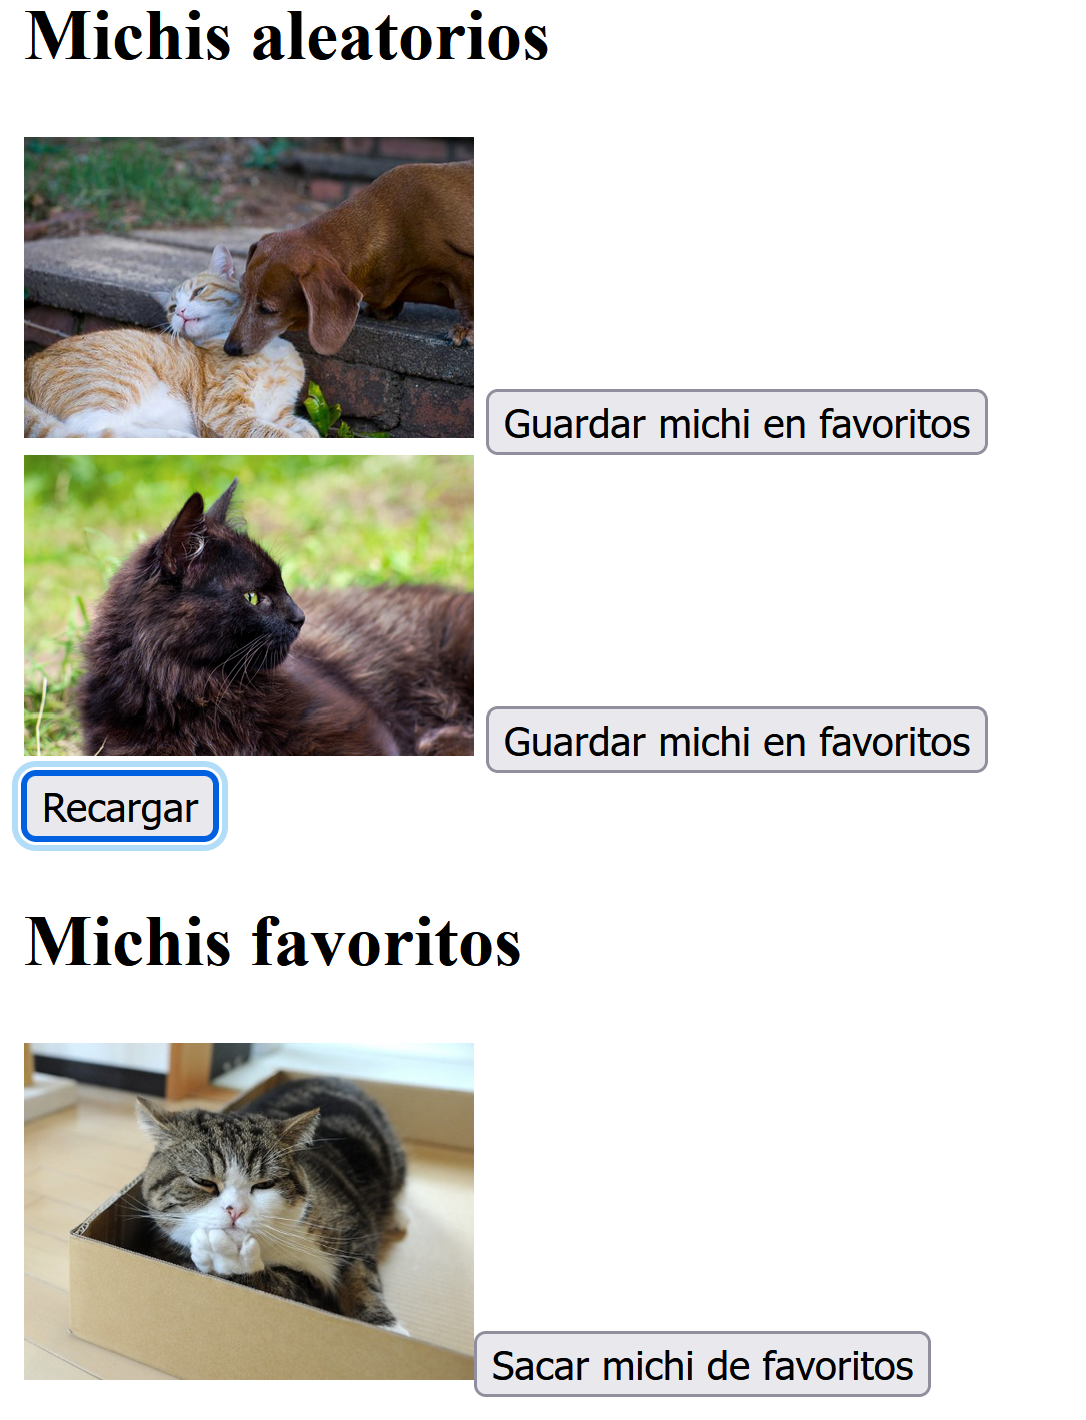 Michis aleatorios
Guardar michi en favoritos
Guardar michi en favoritos
Recargar
Michis favoritos
Sacar michi de favoritos